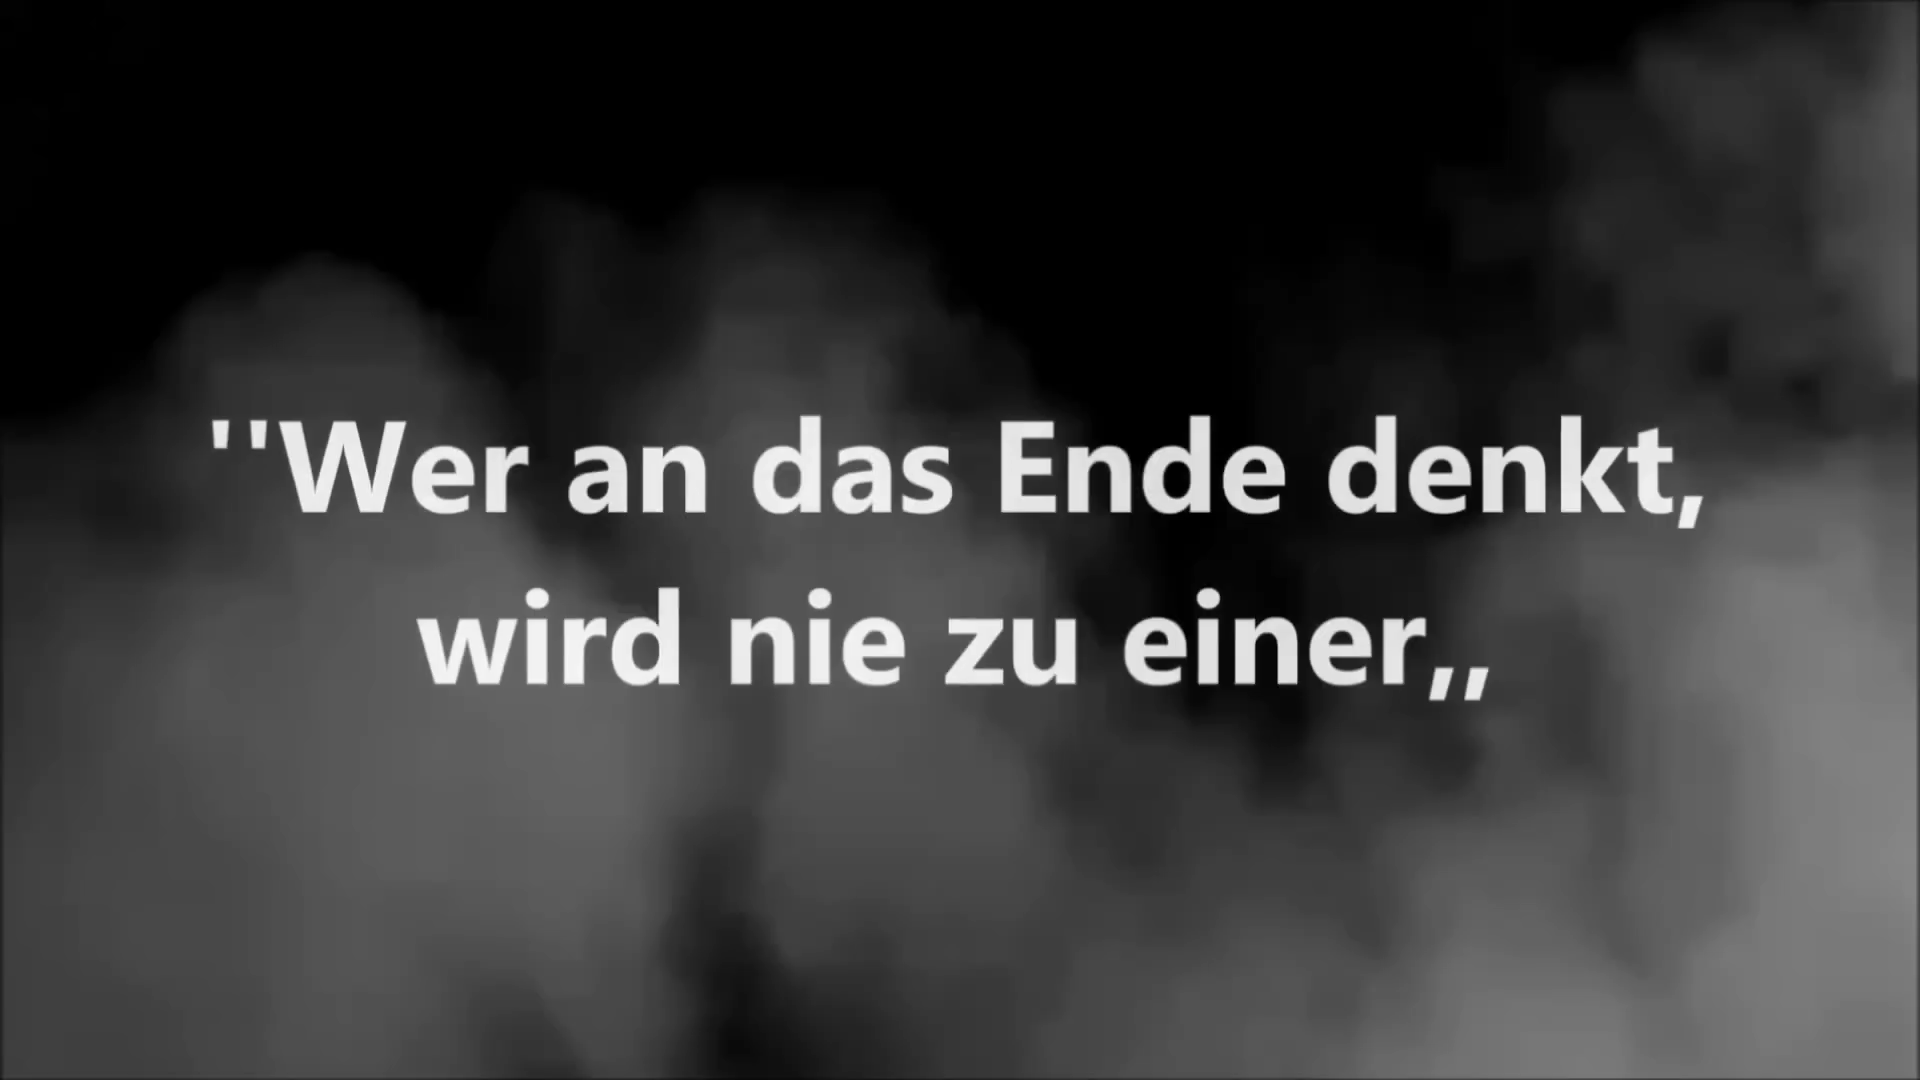 ''Wer an das Ende denkt,
wird nie zu einer,,